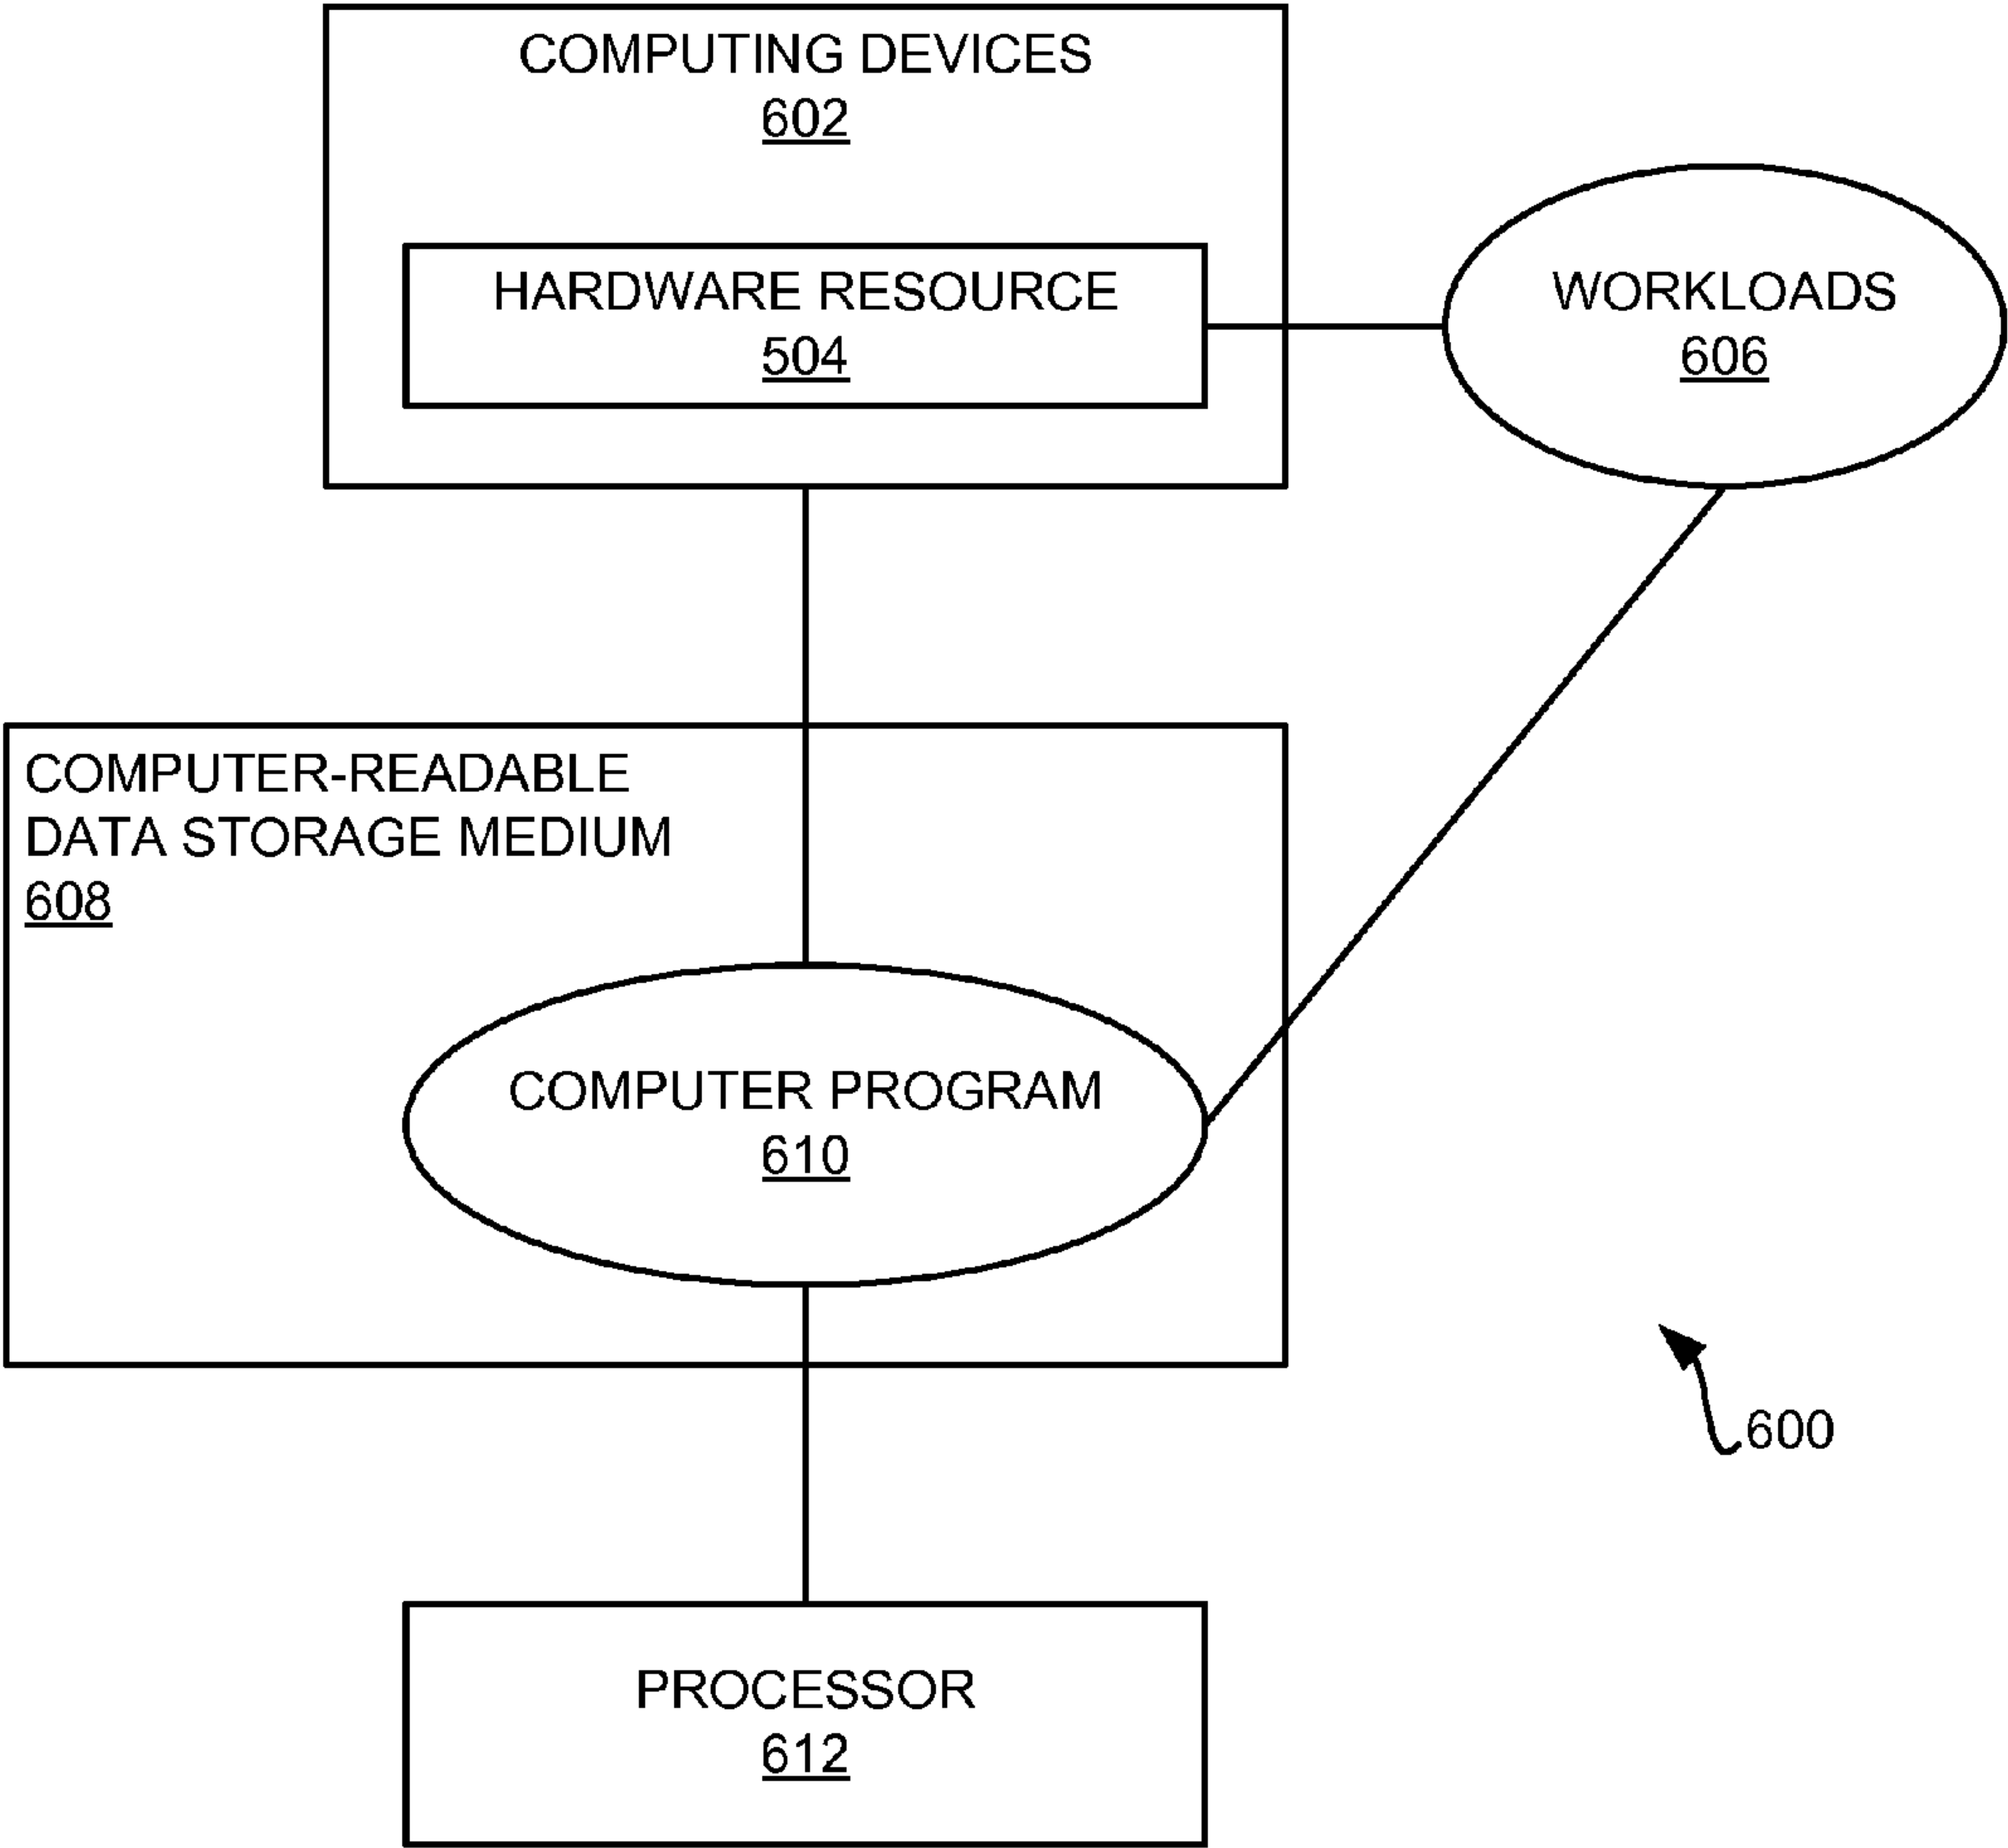 COMPUTING DEVICES
602
HARDWARE RESOURCE
504
WORKLOADS
606
COMPUTER-READABLE
DATA STORAGE MEDIUM
608
COMPUTER PROGRAM
610
600
PROCESSOR
612